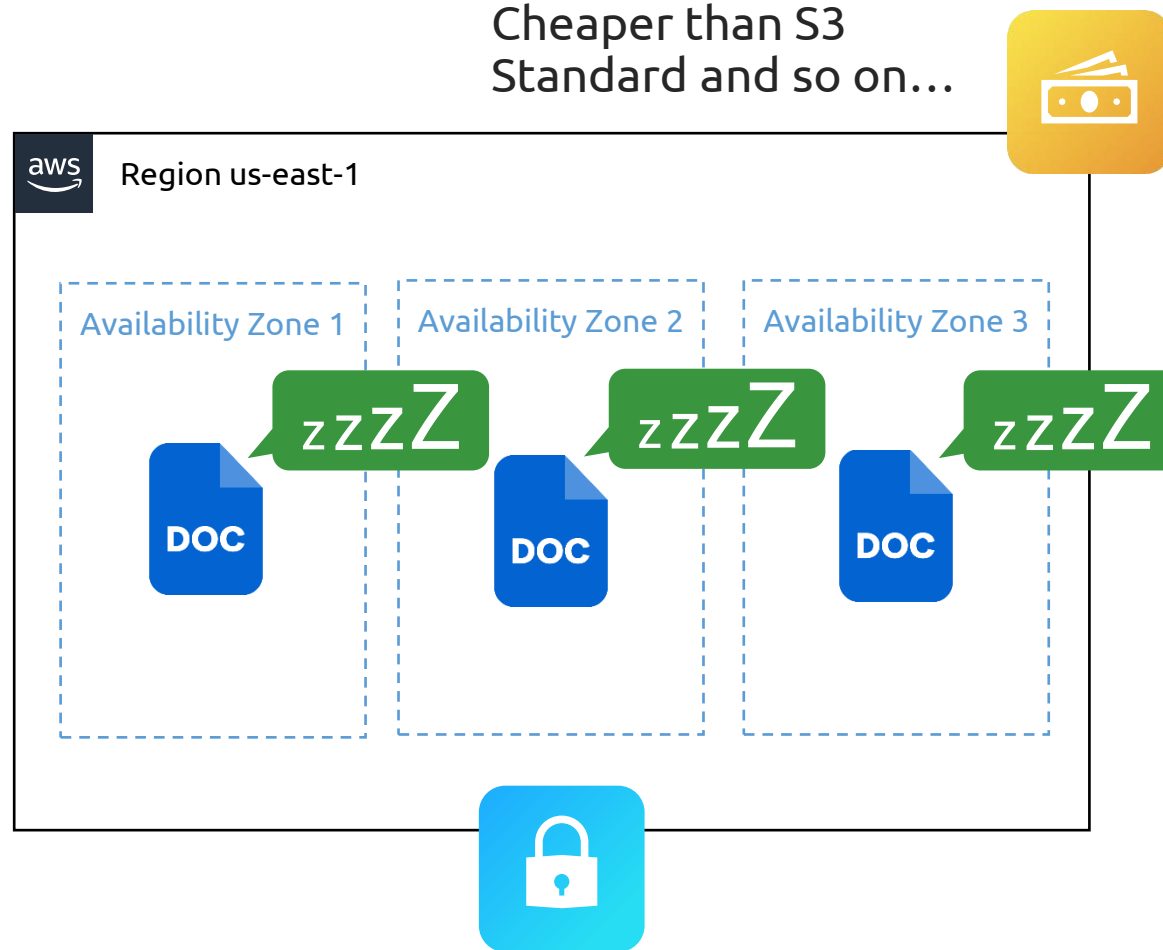 Cheaper than S3
Standard and so on…
aws
Region us-east-1
Availability Zone 1
Availability Zone 2
Availability Zone 3
zzzZ
zzzZ
zzzZ
DOC
DOC
DOC